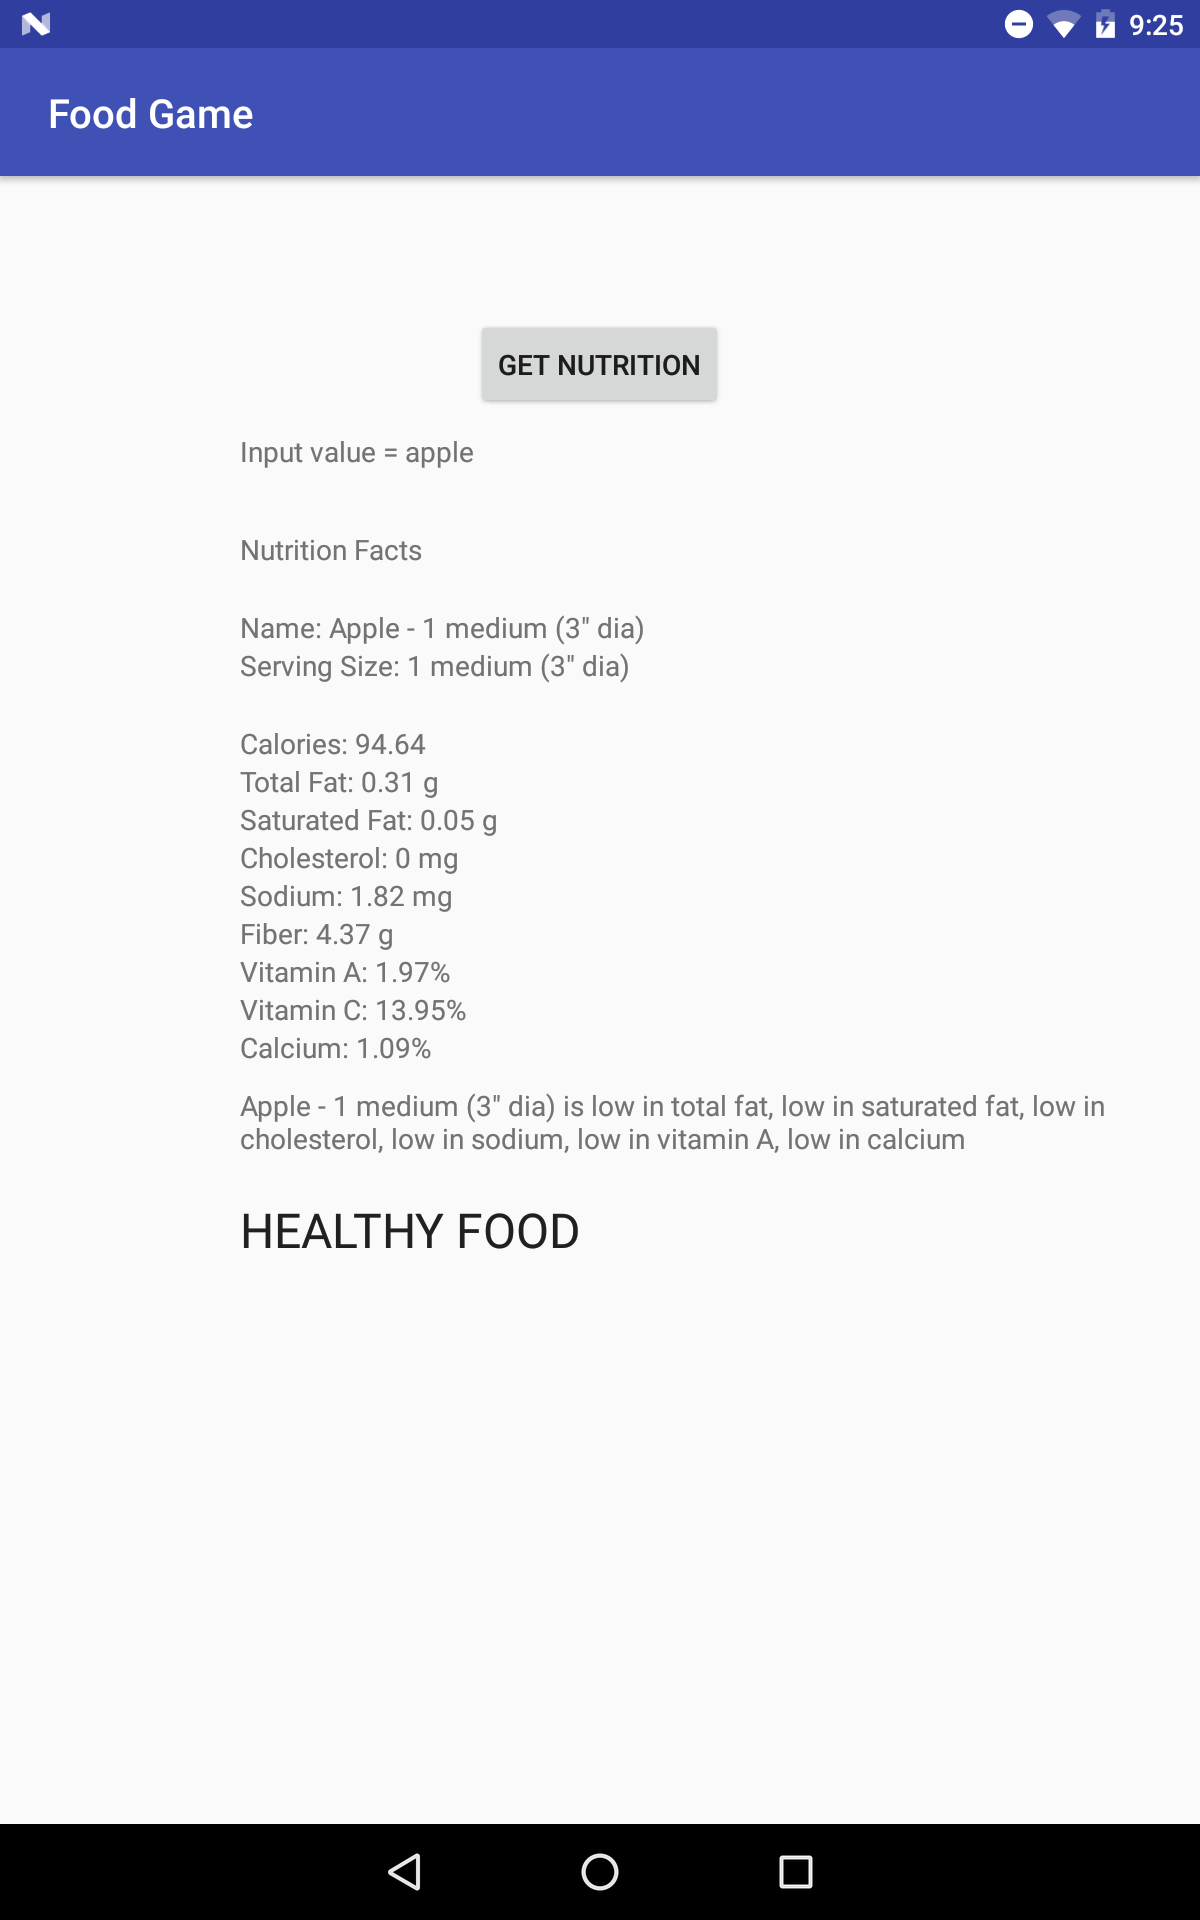 9:25
Food Game
GET NUTRITION
Input value = apple
Nutrition Facts
Name: Apple - 1 medium (3" dia)
Serving Size: 1 medium (3" dia)
Calories: 94.64
Total Fat: 0.31 g
Saturated Fat: 0.05 g
Cholesterol: 0 mg
Sodium: 1.82 mg
Fiber: 4.37 g
Vitamin A: 1.97%
Vitamin C: 13.95%
Calcium: 1.09%
Apple - 1 medium (3" dia) is low in total fat, low in saturated fat, low in
cholesterol, low in sodium, low in vitamin A, low in calcium
HEALTHY FOOD